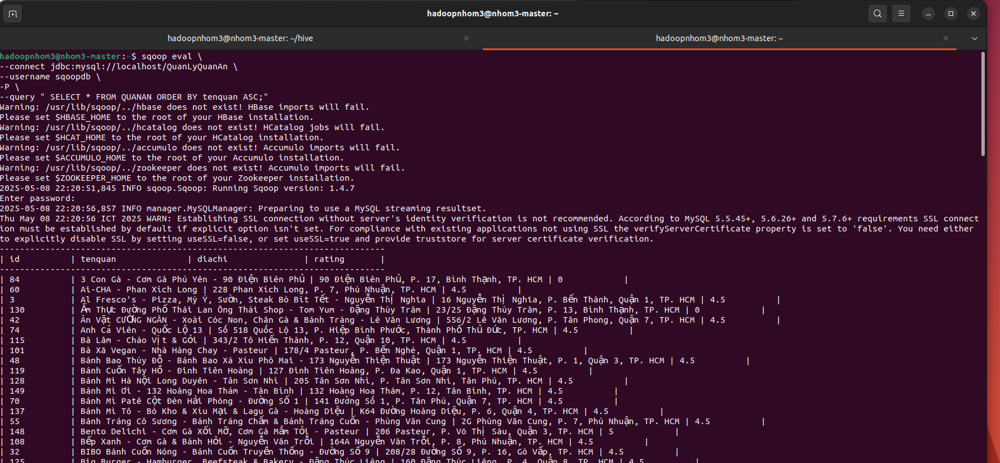 hadoopnhom3@nhom3-master: ~
hadoopnhom3@nhom3-master: ~/hive
hadoopnhom3@nhom3-master: ~
hadoopnhom3@nhom3-master:~$ sqoop eval \
--connect jdbc:mysql://localhost/QuanLyQuanAn \
--username sqoopdb \
-P \
--query " SELECT * FROM QUANAN ORDER BY tenquan ASC;"
Warning: /usr/lib/sqoop/../hbase does not exist! HBase imports will fail.
Please set $HBASE_HOME to the root of your HBase installation.
Warning: /usr/lib/sqoop/../hcatalog does not exist! HCatalog jobs will fail.
Please set $HCAT_HOME to the root of your HCatalog installation.
Warning: /usr/lib/sqoop/../accumulo does not exist! Accumulo imports will fail.
Please set $ACCUMULO_HOME to the root of your Accumulo installation.
Warning: /usr/lib/sqoop/../zookeeper does not exist! Accumulo imports will fail.
Please set $ZOOKEEPER_HOME to the root of your Zookeeper installation.
2025-05-08 22:20:51,845 INFO sqoop.Sqoop: Running Sqoop version: 1.4.7
Enter password:
2025-05-08 22:20:56,857 INFO manager.MySQLManager: Preparing to use a MySQL streaming resultset.
Thu May 08 22:20:56 ICT 2025 WARN: Establishing SSL connection without server's identity verification is not recommended. According to MySQL 5.5.45+, 5.6.26+ and 5.7.6+ requirements SSL connect
ion must be established by default if explicit option isn't set. For compliance with existing applications not using SSL the verifyServerCertificate property is set to 'false'. You need either
to explicitly disable SSL by setting useSSL=false, or set useSSL=true and provide truststore for server certificate verification.
----------------------------------------------------------------------------
| id | tenquan | diachi | rating |
----------------------------------------------------------------------------
| 84 | 3 Con Gà - Cơm Gà Phú Yên - 90 Điện Biên Phủ | 90 Điện Biên Phủ, P. 17, Bình Thạnh, TP. HCM | 0 |
| 60 | Ai-CHA - Phan Xích Long | 228 Phan Xích Long, P. 7, Phú Nhuận, TP. HCM | 4.5 |
| 3 | Al Fresco's - Pizza, Mỳ Ý, Sườn, Steak Bò Bít Tết - Nguyễn Thị Nghĩa | 16 Nguyễn Thị Nghĩa, P. Bến Thành, Quận 1, TP. HCM | 4.5 |
| 130 | Ẩm Thực Đường Phố Thái Lan Ông Thái Shop - Tom Yum - Đặng Thùy Trâm | 23/25 Đặng Thùy Trâm, P. 13, Bình Thạnh, TP. HCM | 0 |
| 42 | Ăn Vặt CƯỜNG NGÂN - Xoài Cóc Non, Chân Gà & Bánh Tráng - Lê Văn Lương | 556/2 Lê Văn Lương, P. Tân Phong, Quận 7, TP. HCM | 4.5 |
| 74 | Anh Cá Viên - Quốc Lộ 13 | Số 518 Quốc Lộ 13, P. Hiệp Bình Phước, Thành Phố Thủ Đức, TP. HCM | 4.5 |
| 115 | Bà Lâm - Cháo Vịt & Gỏi | 343/2 Tô Hiến Thành, P. 12, Quận 10, TP. HCM | 4.5 |
| 101 | Bà Xã Vegan - Nhà Hàng Chay - Pasteur | 178/4 Pasteur, P. Bến Nghé, Quận 1, TP. HCM | 4.5 |
| 48 | Bánh Bao Thúy Đỗ - Bánh Bao Xá Xíu Phô Mai - 173 Nguyễn Thiện Thuật | 173 Nguyễn Thiện Thuật, P. 1, Quận 3, TP. HCM | 4.5 |
| 119 | Bánh Cuốn Tây Hồ - Đinh Tiên Hoàng | 127 Đinh Tiên Hoàng, P. Đa Kao, Quận 1, TP. HCM | 4.5 |
| 128 | Bánh Mì Hà Nội Long Duyên - Tân Sơn Nhì | 205 Tân Sơn Nhì, P. Tân Sơn Nhì, Tân Phú, TP. HCM | 4.5 |
| 149 | Bánh Mì Ơi - 132 Hoàng Hoa Thám - Tân Bình | 132 Hoàng Hoa Thám, P. 12, Tân Bình, TP. HCM | 4.5 |
| 70 | Bánh Mì Patê Cột Đèn Hải Phòng - Đường Số 1 | 141 Đường Số 1, P. Tân Phú, Quận 7, TP. HCM | 4.5 |
| 137 | Bánh Mì Tô - Bò Kho & Xíu Mại & Lagu Gà - Hoàng Diệu | K64 Đường Hoàng Diệu, P. 6, Quận 4, TP. HCM | 4.5 |
| 55 | Bánh Tráng Cô Sương - Bánh Tráng Chấm & Bánh Tráng Cuốn - Phùng Văn Cung | 2G Phùng Văn Cung, P. 7, Phú Nhuận, TP. HCM | 4.5 |
| 148 | Bento Delichi - Cơm Gà Xối Mỡ, Cơm Gà Mắm Tỏi - Pasteur | 206 Pasteur, P. Võ Thị Sáu, Quận 3, TP. HCM | 5 |
| 108 | Bếp Xanh - Cơm Gà & Bánh Hỏi - Nguyễn Văn Trỗi | 164A Nguyễn Văn Trỗi, P. 8, Phú Nhuận, TP. HCM | 4.5 |
| 32 | BIBO Bánh Cuốn Nóng - Bánh Cuốn Truyền Thống - Đường Số 9 | 208/28 Đường Số 9, P. 16, Gò Vấp, TP. HCM | 4.5 |
| 125 | Big Burger - Hamburger, Beefsteak & Bakery - Đặng Thúc Liêng | 160 Đặng Thúc Liêng, P. 4, Quận 8, TP. HCM | 4.5 |